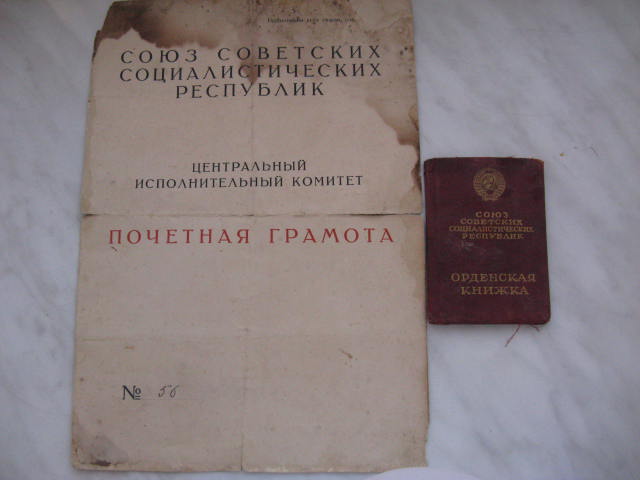 СОЮЗ СОВЕТСКИХ
СОЦИАЛИСТИЧЕСКИХ
РЕСПУБЛИК
ЦЕНТРАЛЬНЫЙ
ИСПОЛНИТЕЛЬНЫЙ КОМИТЕТ
ПОЧЕТНАЯ ГРАМОТА
№ 56
СОЮЗ
СОВЕТСКИХ
СОЦИАЛИСТИЧЕСКИХ
РЕСПУБЛИК
ОРДЕНСКАЯ
КНИЖКА